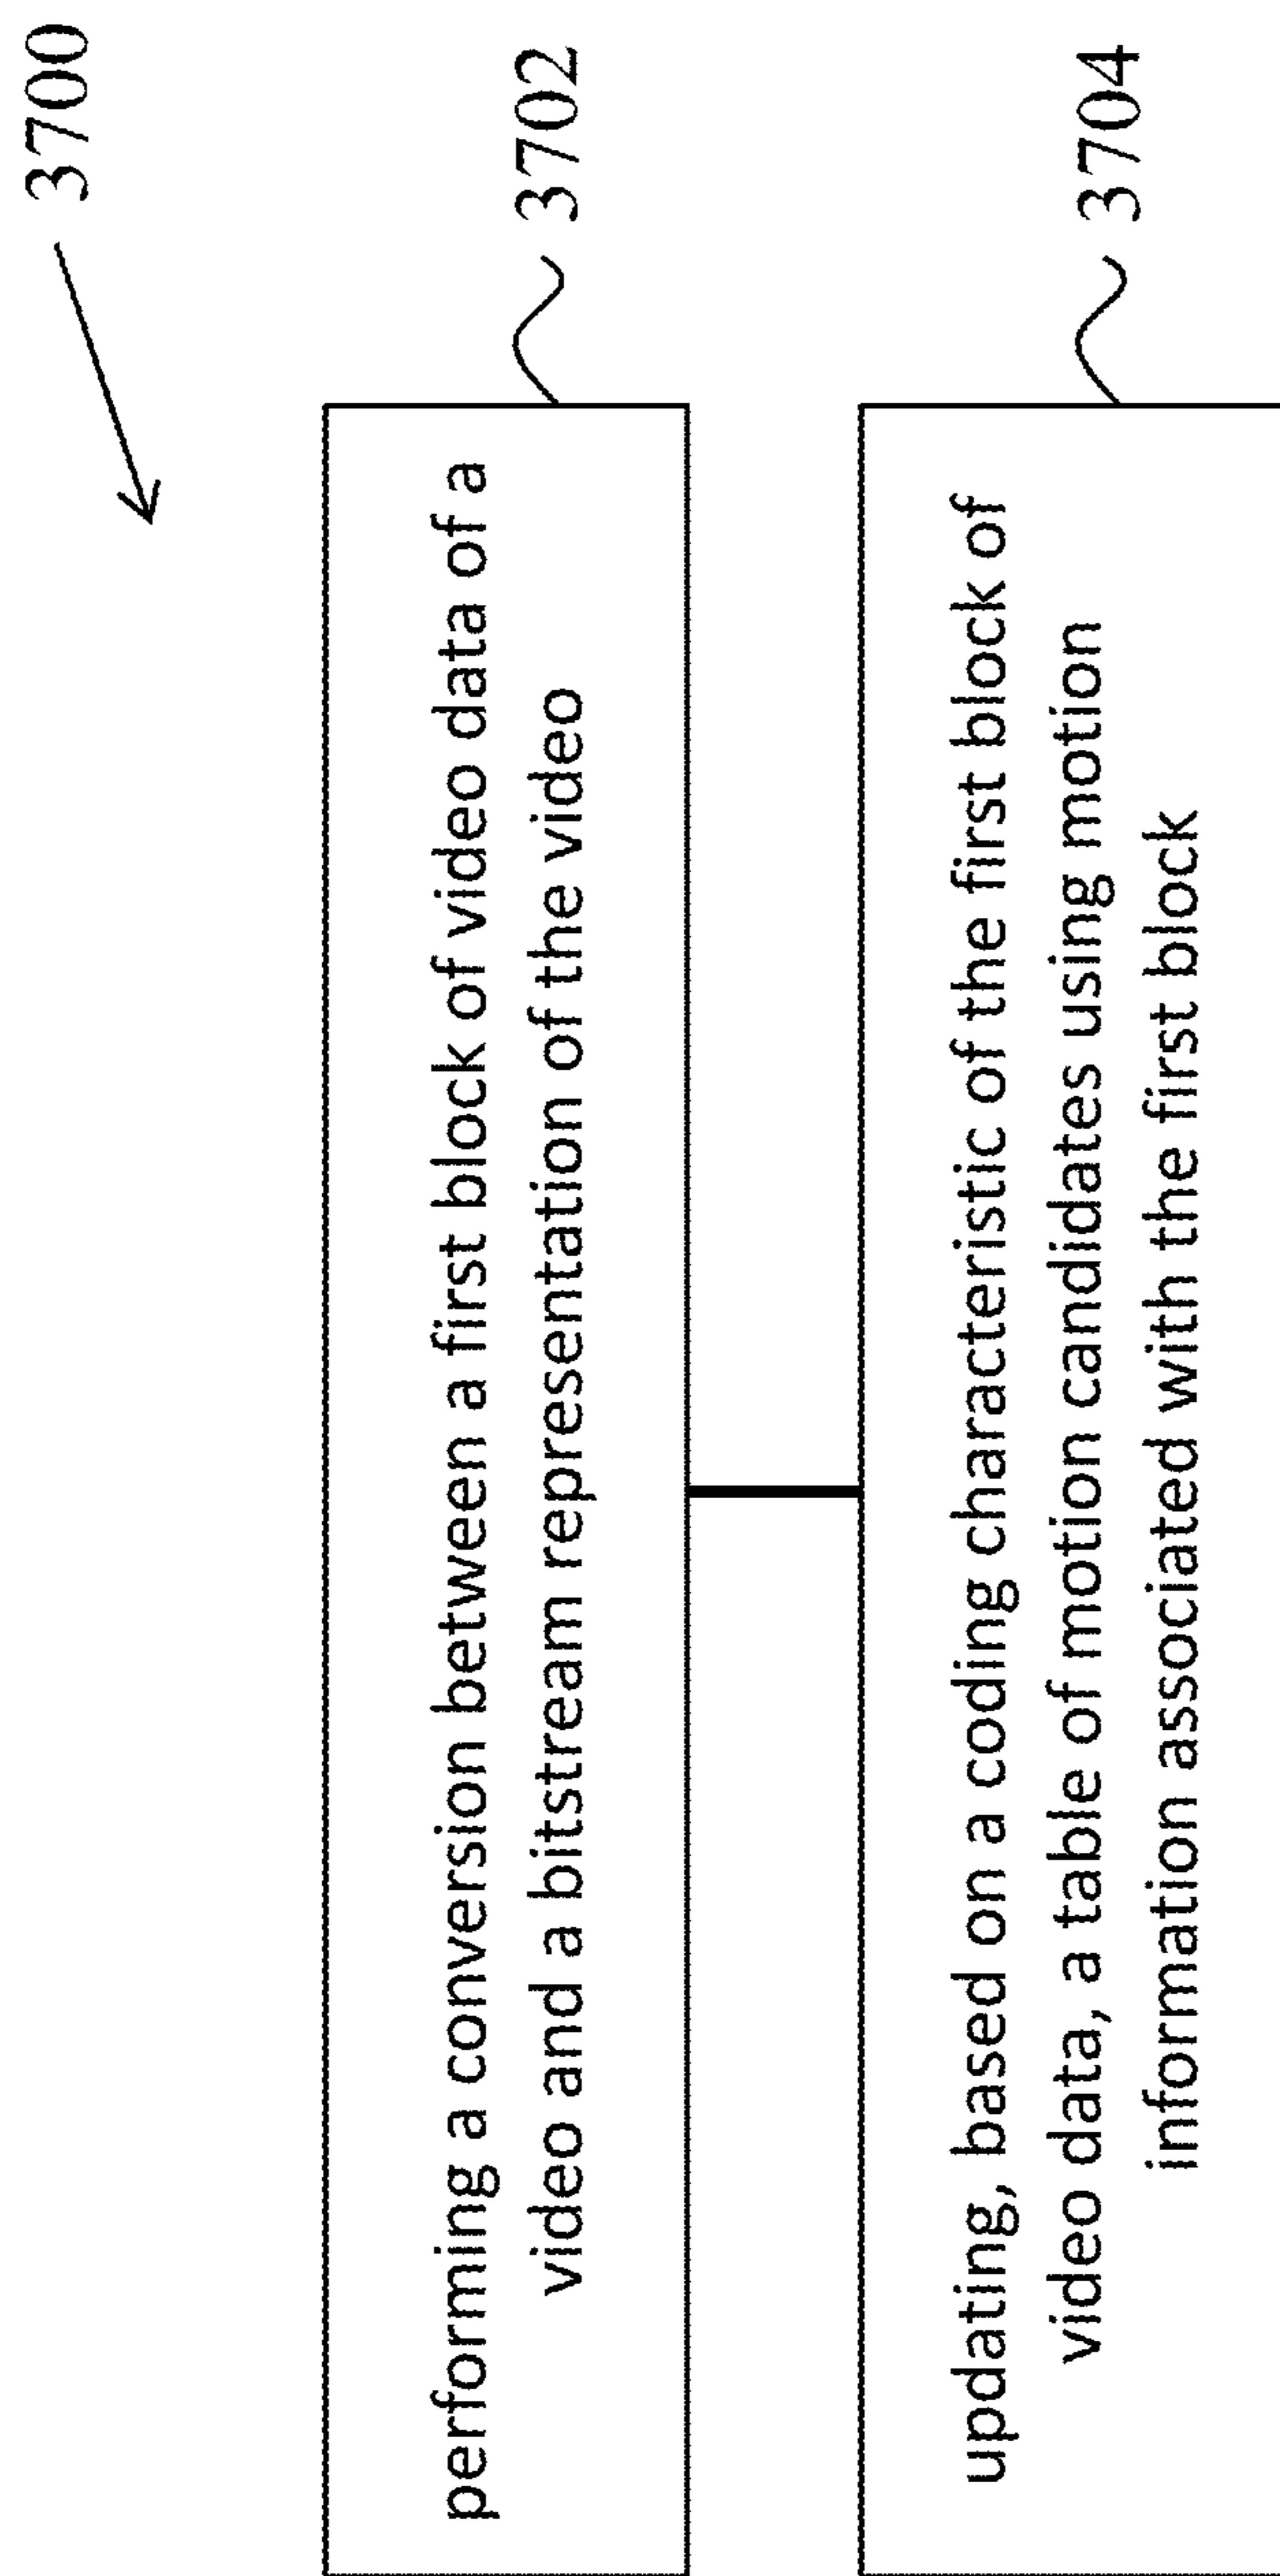 3700
performing a conversion between a first block of video data of a
video and a bitstream representation of the video
3702
updating, based on a coding characteristic of the first block of
video data, a table of motion candidates using motion
information associated with the first block
3704